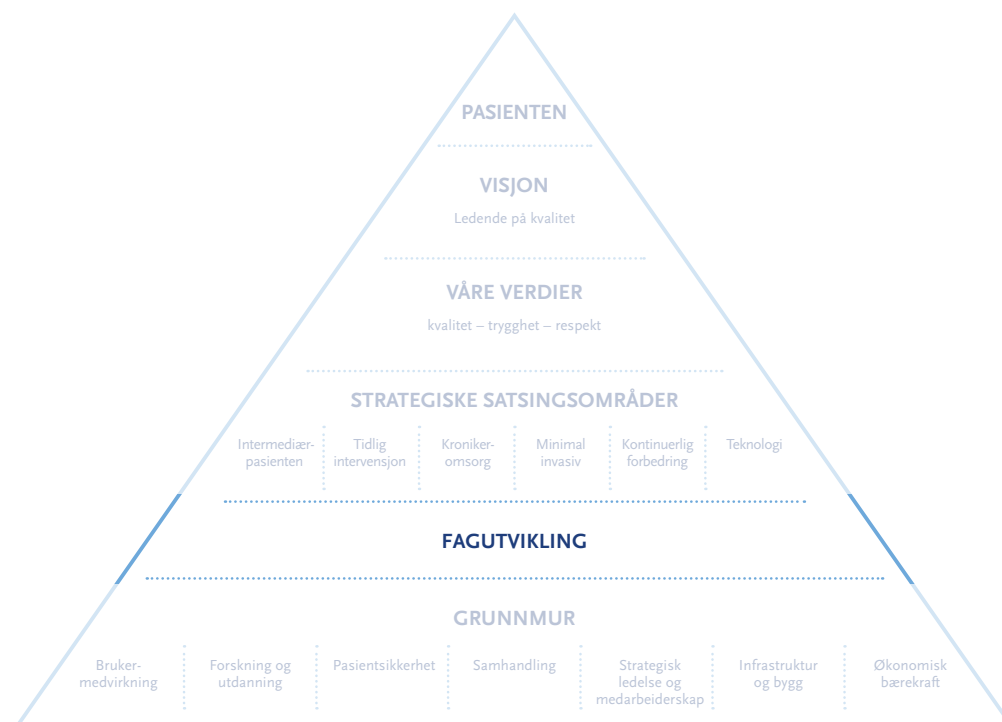 PASIENTEN
VISJON
Ledende på kvalitet
VÅRE VERDIER
kvalitet – trygghet – respekt
STRATEGISKE SATSINGSOMRÅDER
Intermediær-
pasienten
Tidlig
intervensjon
Kroniker-
omsorg
Minimal
invasiv
Kontinuerlig
forbedring
Teknologi
FAGUTVIKLING
GRUNNMUR
Bruker-
medvirkning
Forskning og
utdanning
Pasientsikkerhet
Samhandling
Strategisk
ledelse og
medarbeiderskap
Infrastruktur
og bygg
Økonomisk
bærekraft